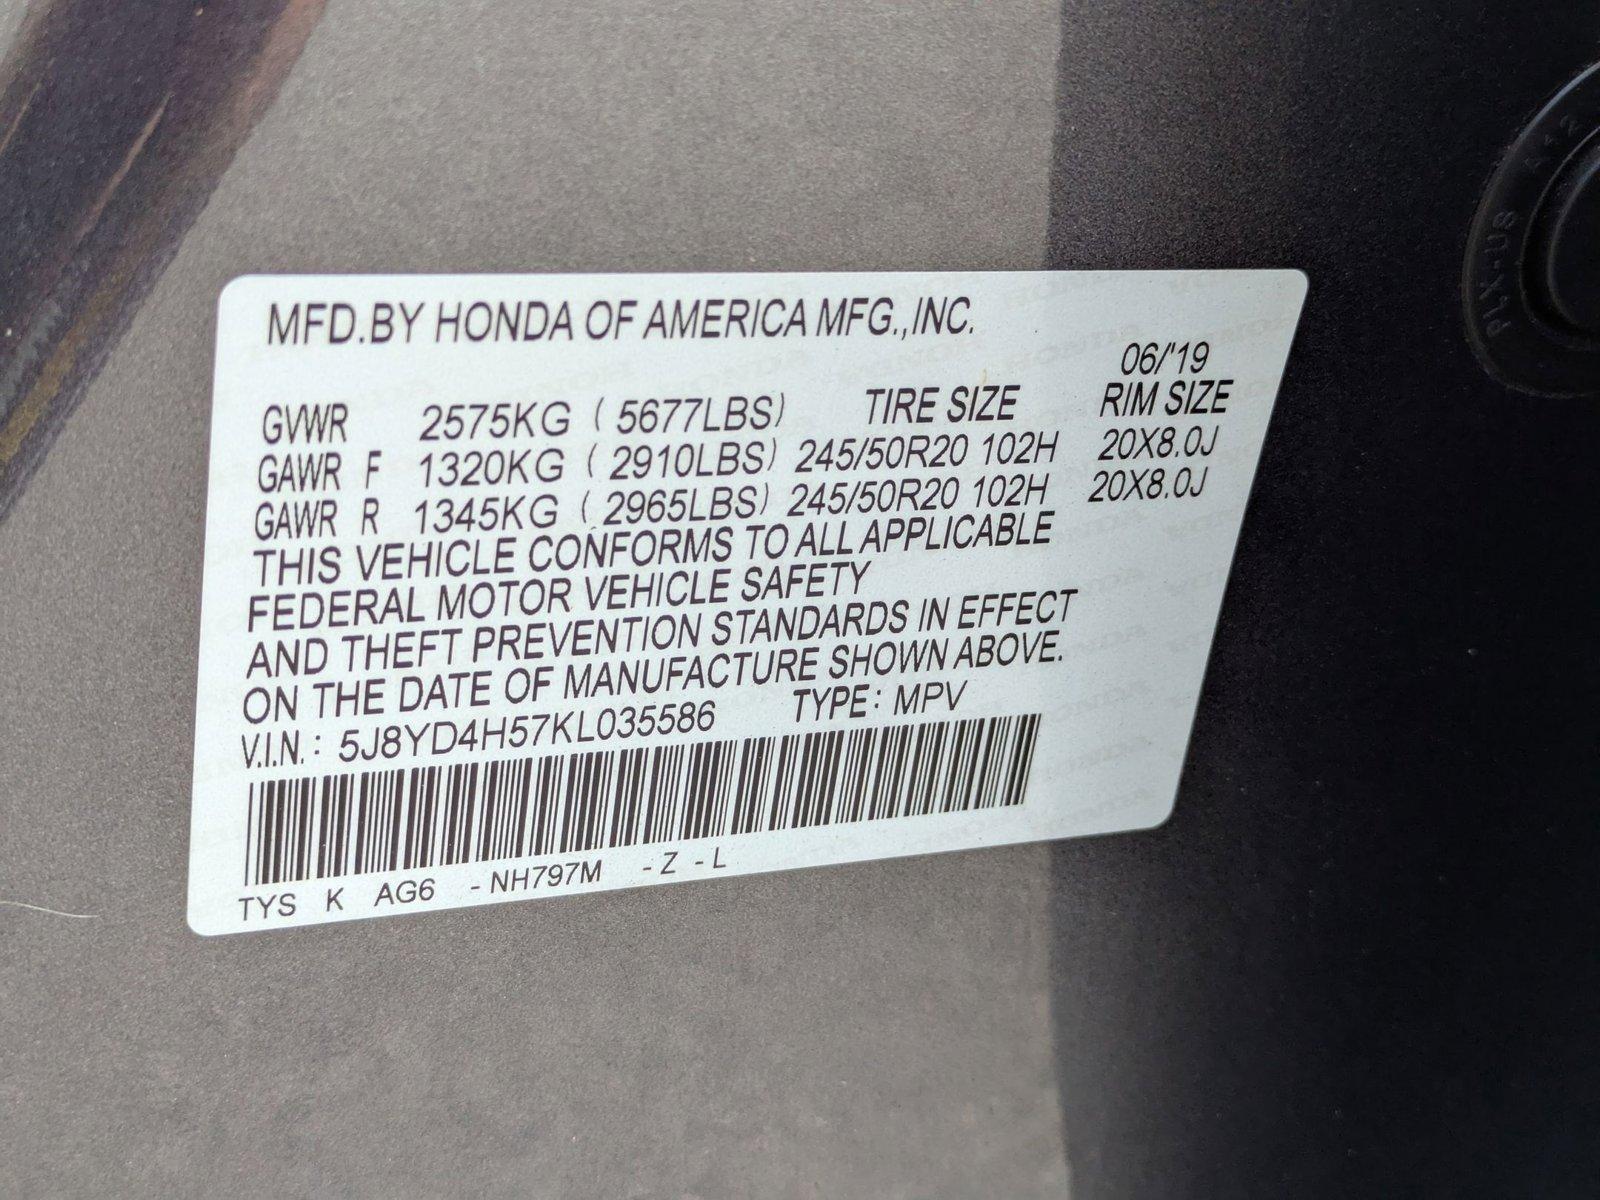 MFD.BY HONDA OF AMERICA MFG.,INC.
06/'19
GVWR 2575KG ( 5677LBS) TIRE SIZE RIM SIZE
GAWR F 1320KG ( 2910LBS) 245/50R20 102H 20X8.0J
GAWR R 1345KG ( 2965LBS) 245/50R20 102H 20X8.0J
THIS VEHICLE CONFORMS TO ALL APPLICABLE
FEDERAL MOTOR VEHICLE SAFETY
AND THEFT PREVENTION STANDARDS IN EFFECT
ON THE DATE OF MANUFACTURE SHOWN ABOVE.
V.I.N.: 5J8YD4H57KL035586 TYPE: MPV
TYS K AG6 -NH797M -Z -L
PLX-US